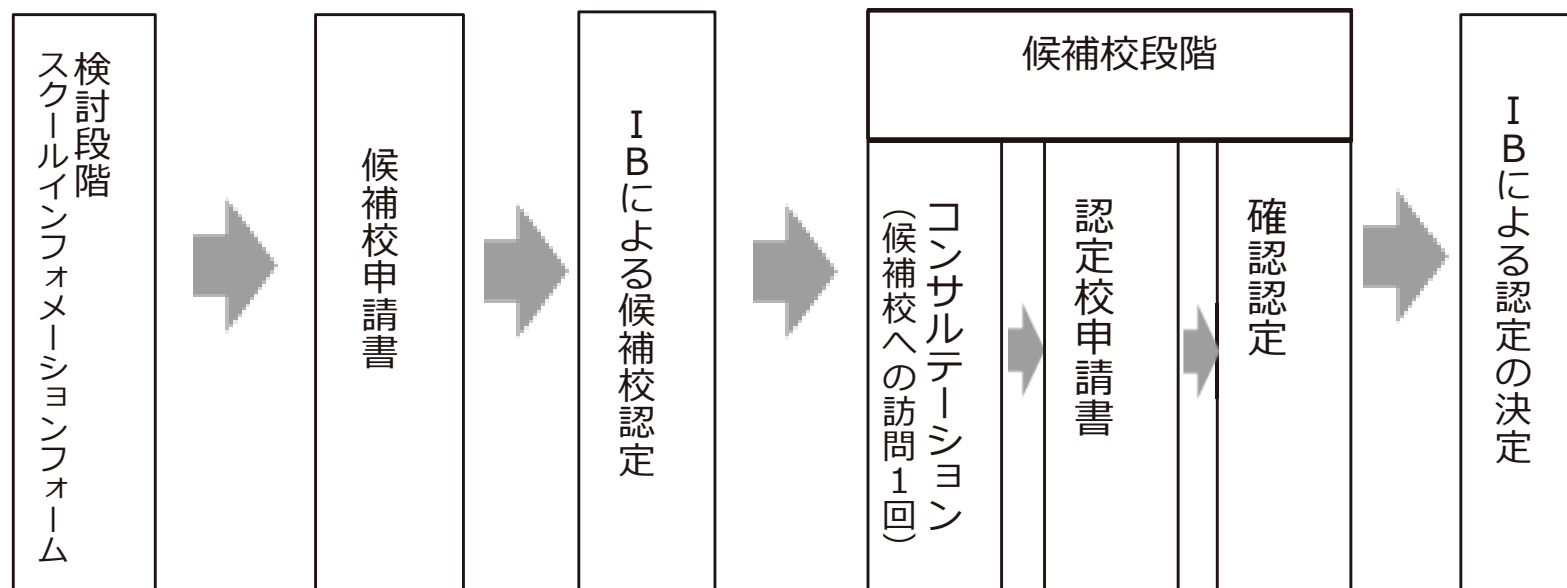 検討段階
スクールインフォメーションフォーム
候補校申請書
IBによる候補校認定
候補校段階
コンサルテーション
（候補校への訪問1回）
認定校申請書
確認認定
IBによる認定の決定